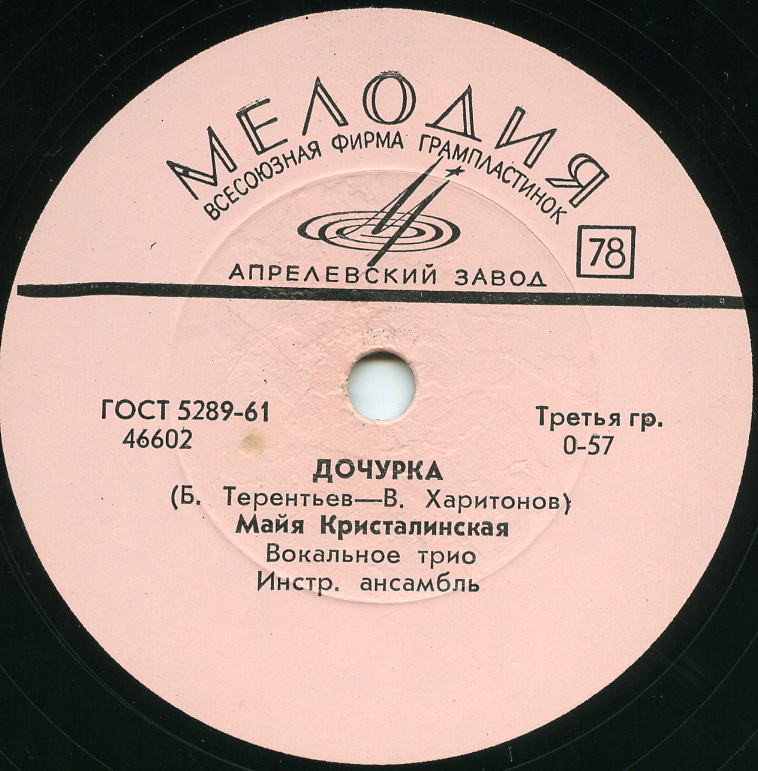 МЕЛОДИЯ
ВСЕСОЮЗНАЯ ФИРМА ГРАМПЛАСТИНОК
78
АПРЕЛЕВСКИЙ ЗАВОД
ГОСТ 5289-61
46602
Третья гр.
0-57
ДОЧУРКА
(Б. Терентьев—В. Харитонов)
Майя Кристалинская
Вокальное трио
Инстр. ансамбль